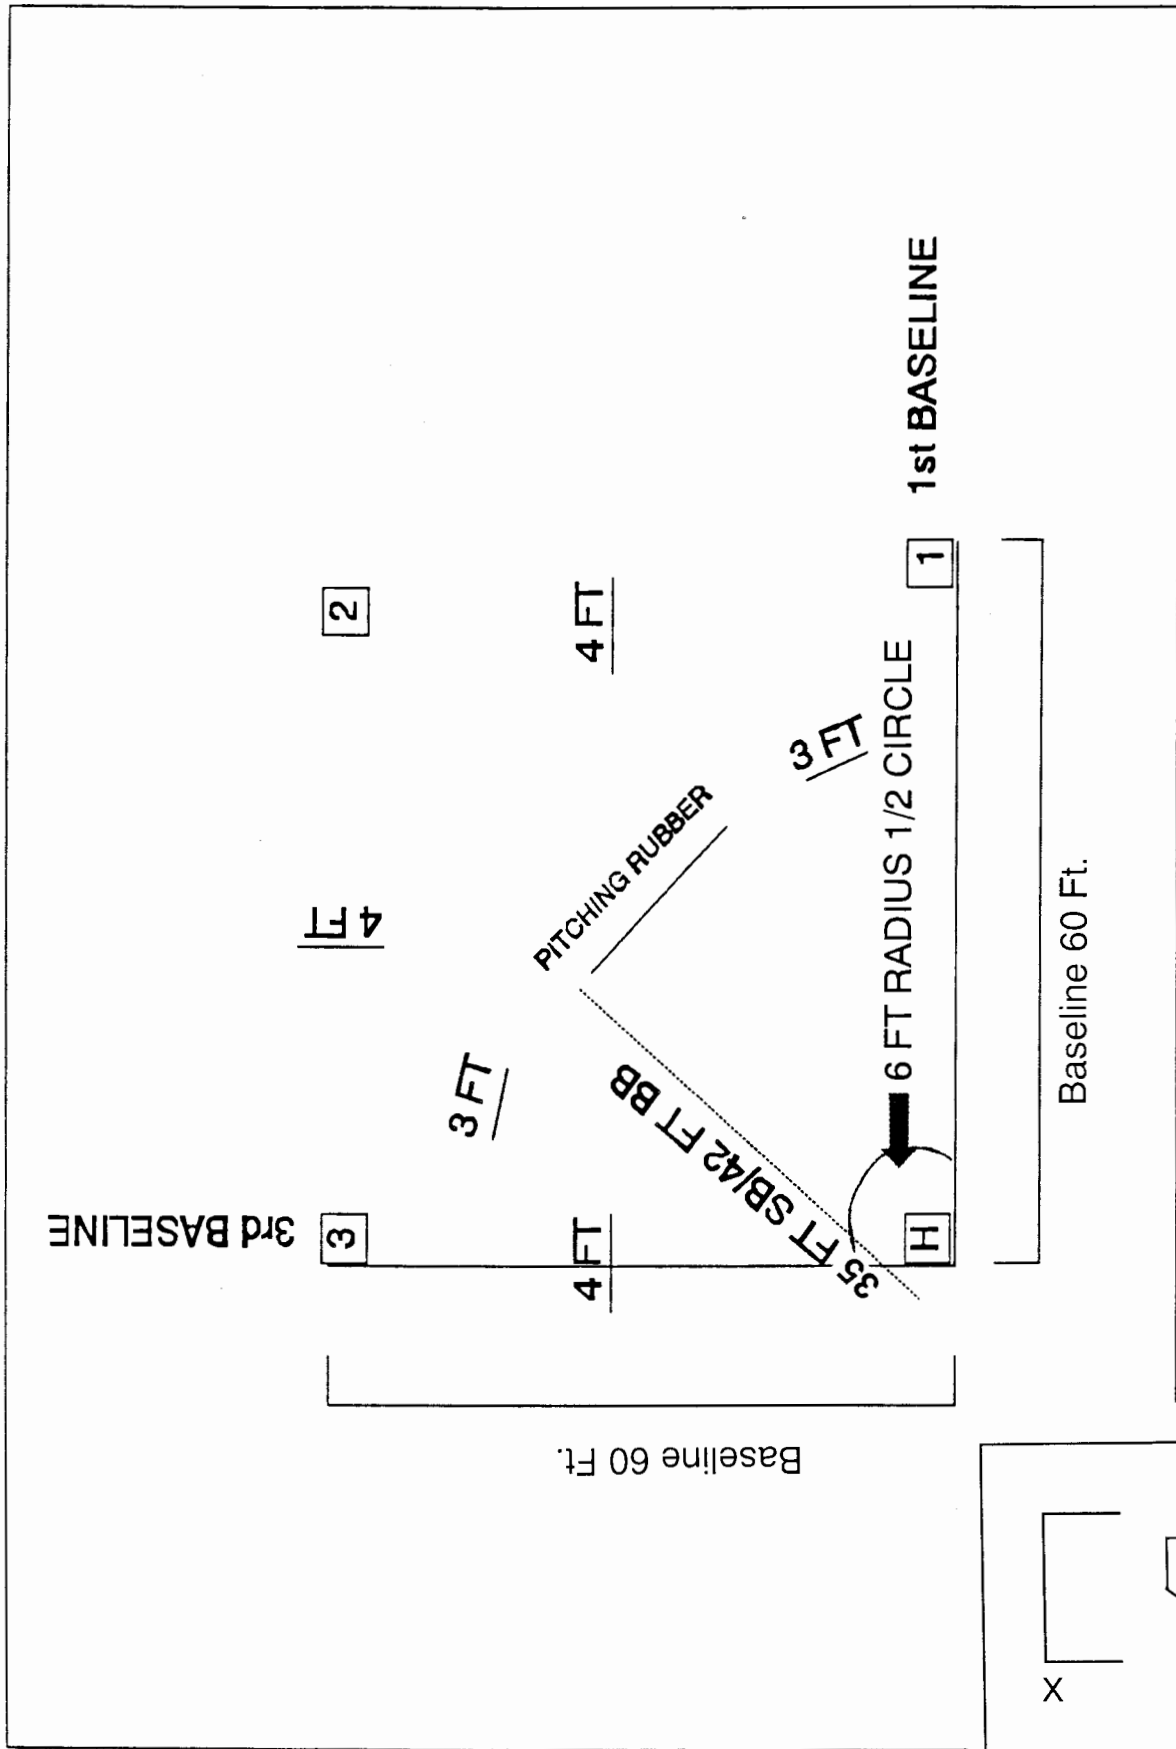 3rd BASELINE
3
4 FT
2
3 FT
4 FT
4 FT
PITCHING RUBBER
35 FT SB/42 FT BB
3 FT
H
6 FT RADIUS 1/2 CIRCLE
1
1st BASELINE
Baseline 60 Ft.
Baseline 60 Ft.
X